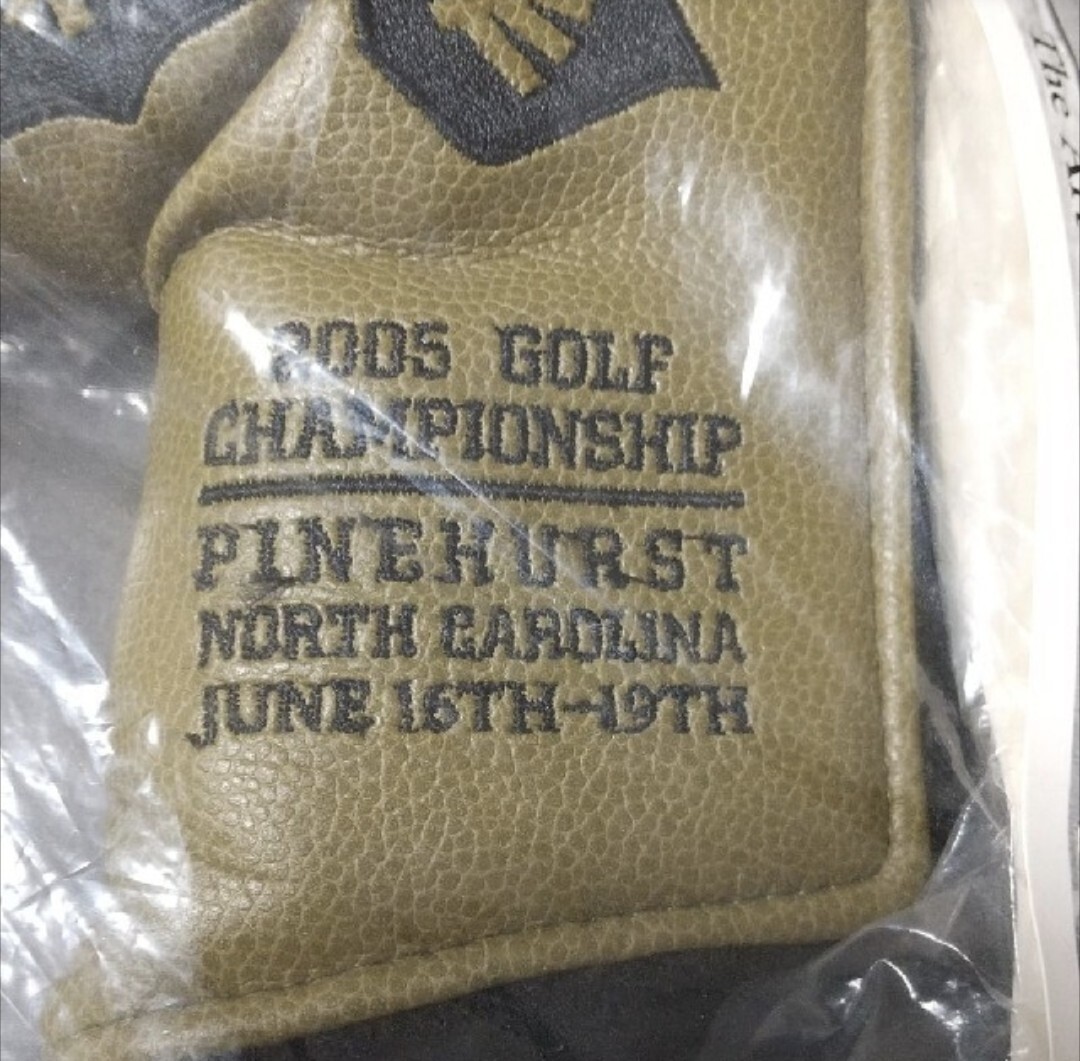 2005 GOLF
CHAMPIONSHIP
PINEHURST
NORTH CAROLINA
JUNE 16TH-19TH
The